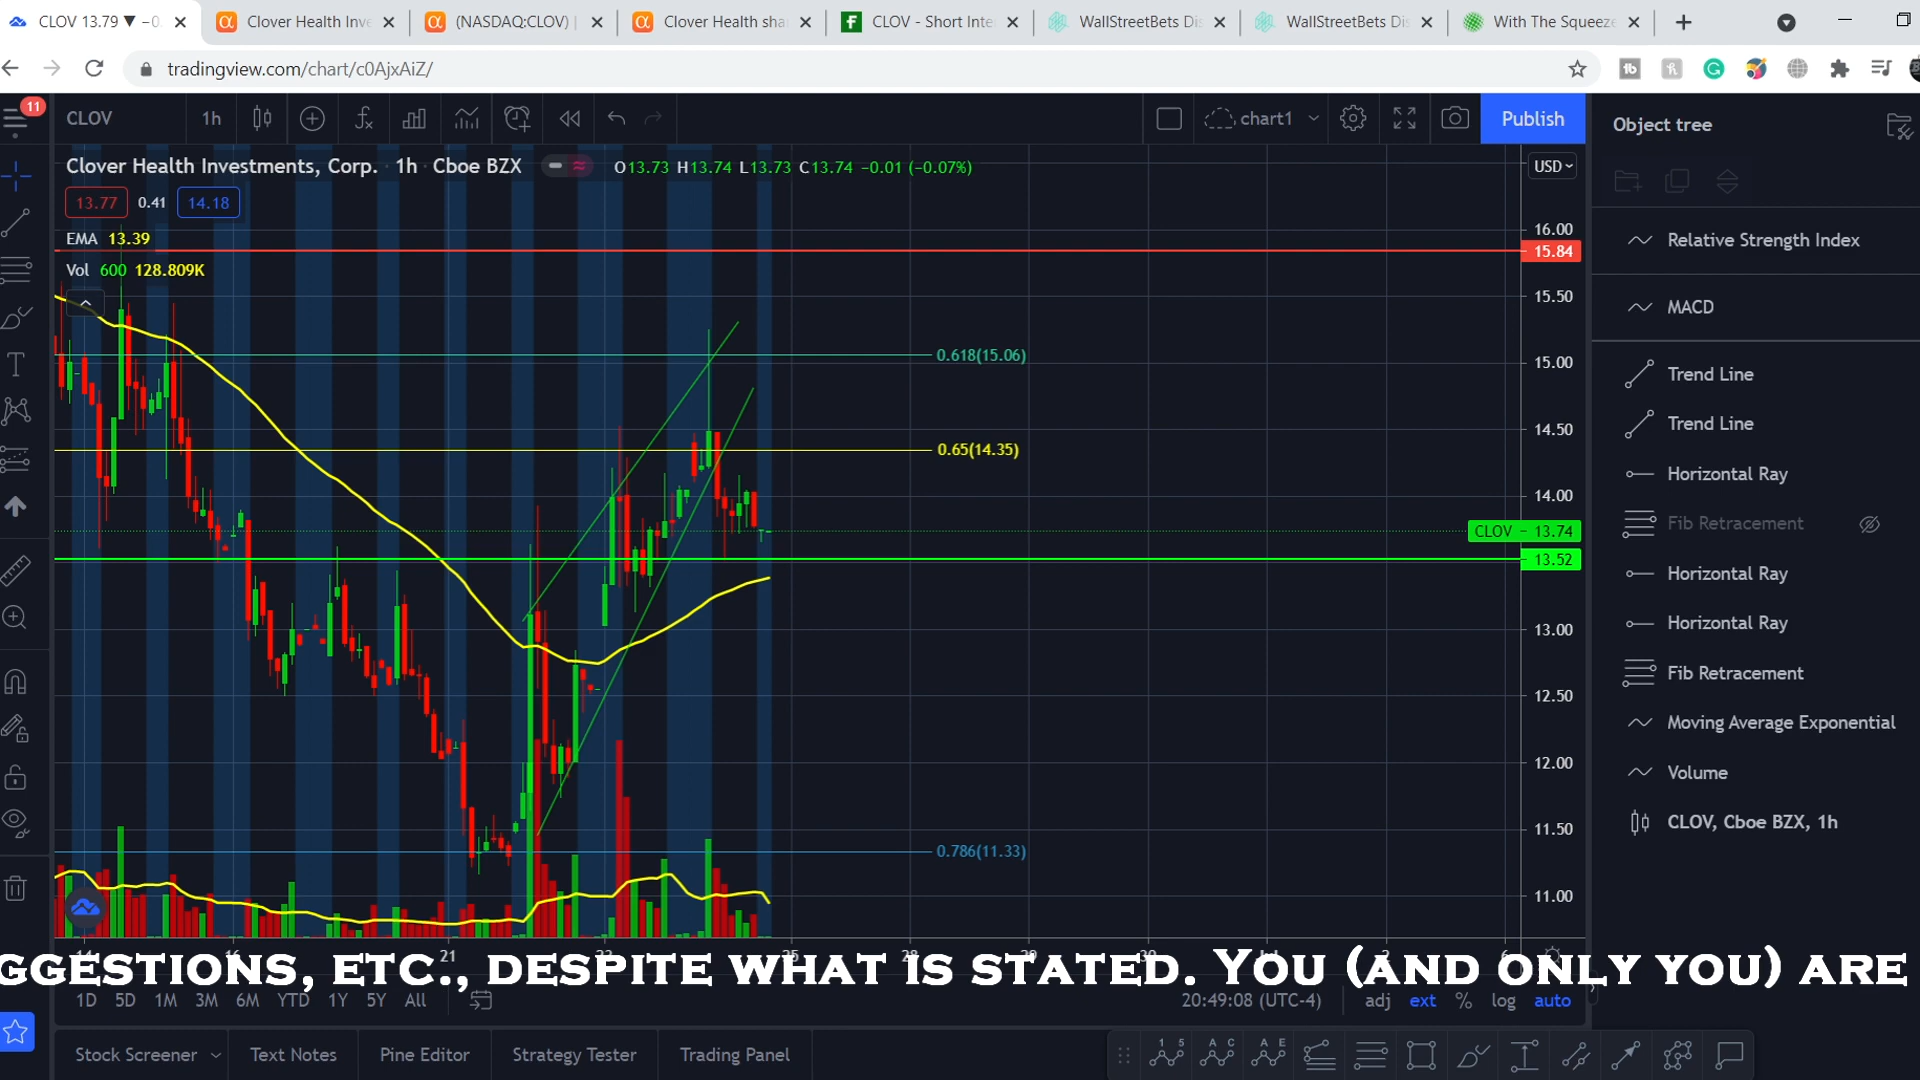 CLOV 13.79 ▼ −0.
Clover Health Inve
(NASDAQ:CLOV) |
Clover Health sha
CLOV - Short Inte
WallStreetBets Dis
WallStreetBets Dis
With The Squeeze
tradingview.com/chart/c0AjxAiZ/
11
CLOV
1h
chart1
Publish
Object tree
Clover Health Investments, Corp. · 1h · Cboe BZX
O13.73 H13.74 L13.73 C13.74 −0.01 (−0.07%)
USD
13.77 0.41 14.18
EMA 13.39
Vol 600 128.809K
16.00
15.84
15.50
15.00
14.50
14.00
CLOV 13.74
13.52
13.00
12.50
12.00
11.50
11.00
0.618(15.06)
0.65(14.35)
0.786(11.33)
Relative Strength Index
MACD
Trend Line
Trend Line
Horizontal Ray
Fib Retracement
Horizontal Ray
Horizontal Ray
Fib Retracement
Moving Average Exponential
Volume
CLOV, Cboe BZX, 1h
21
25
GGESTIONS, ETC., DESPITE WHAT IS STATED. YOU (AND ONLY YOU) ARE
1D 5D 1M 3M 6M YTD 1Y 5Y All
20:49:08 (UTC-4)
adj ext % log auto
Stock Screener
Text Notes
Pine Editor
Strategy Tester
Trading Panel
1 5
A C
A E